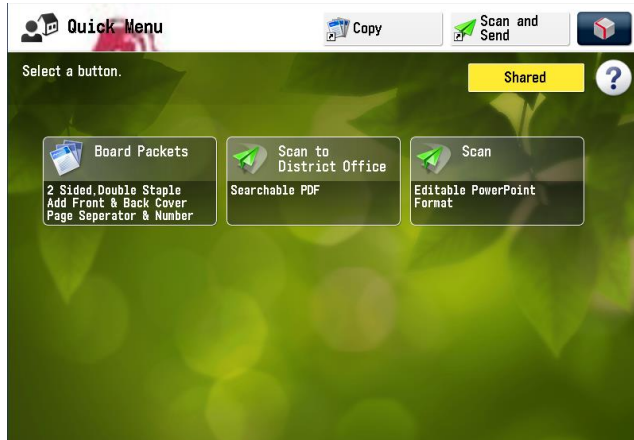 Quick Menu
Copy
Scan and
Send
Select a button.
Shared
?
Board Packets
2 Sided,Double Staple
Add Front & Back Cover
Page Seperator & Number
Scan to
District Office
Searchable PDF
Scan
Editable PowerPoint
Format